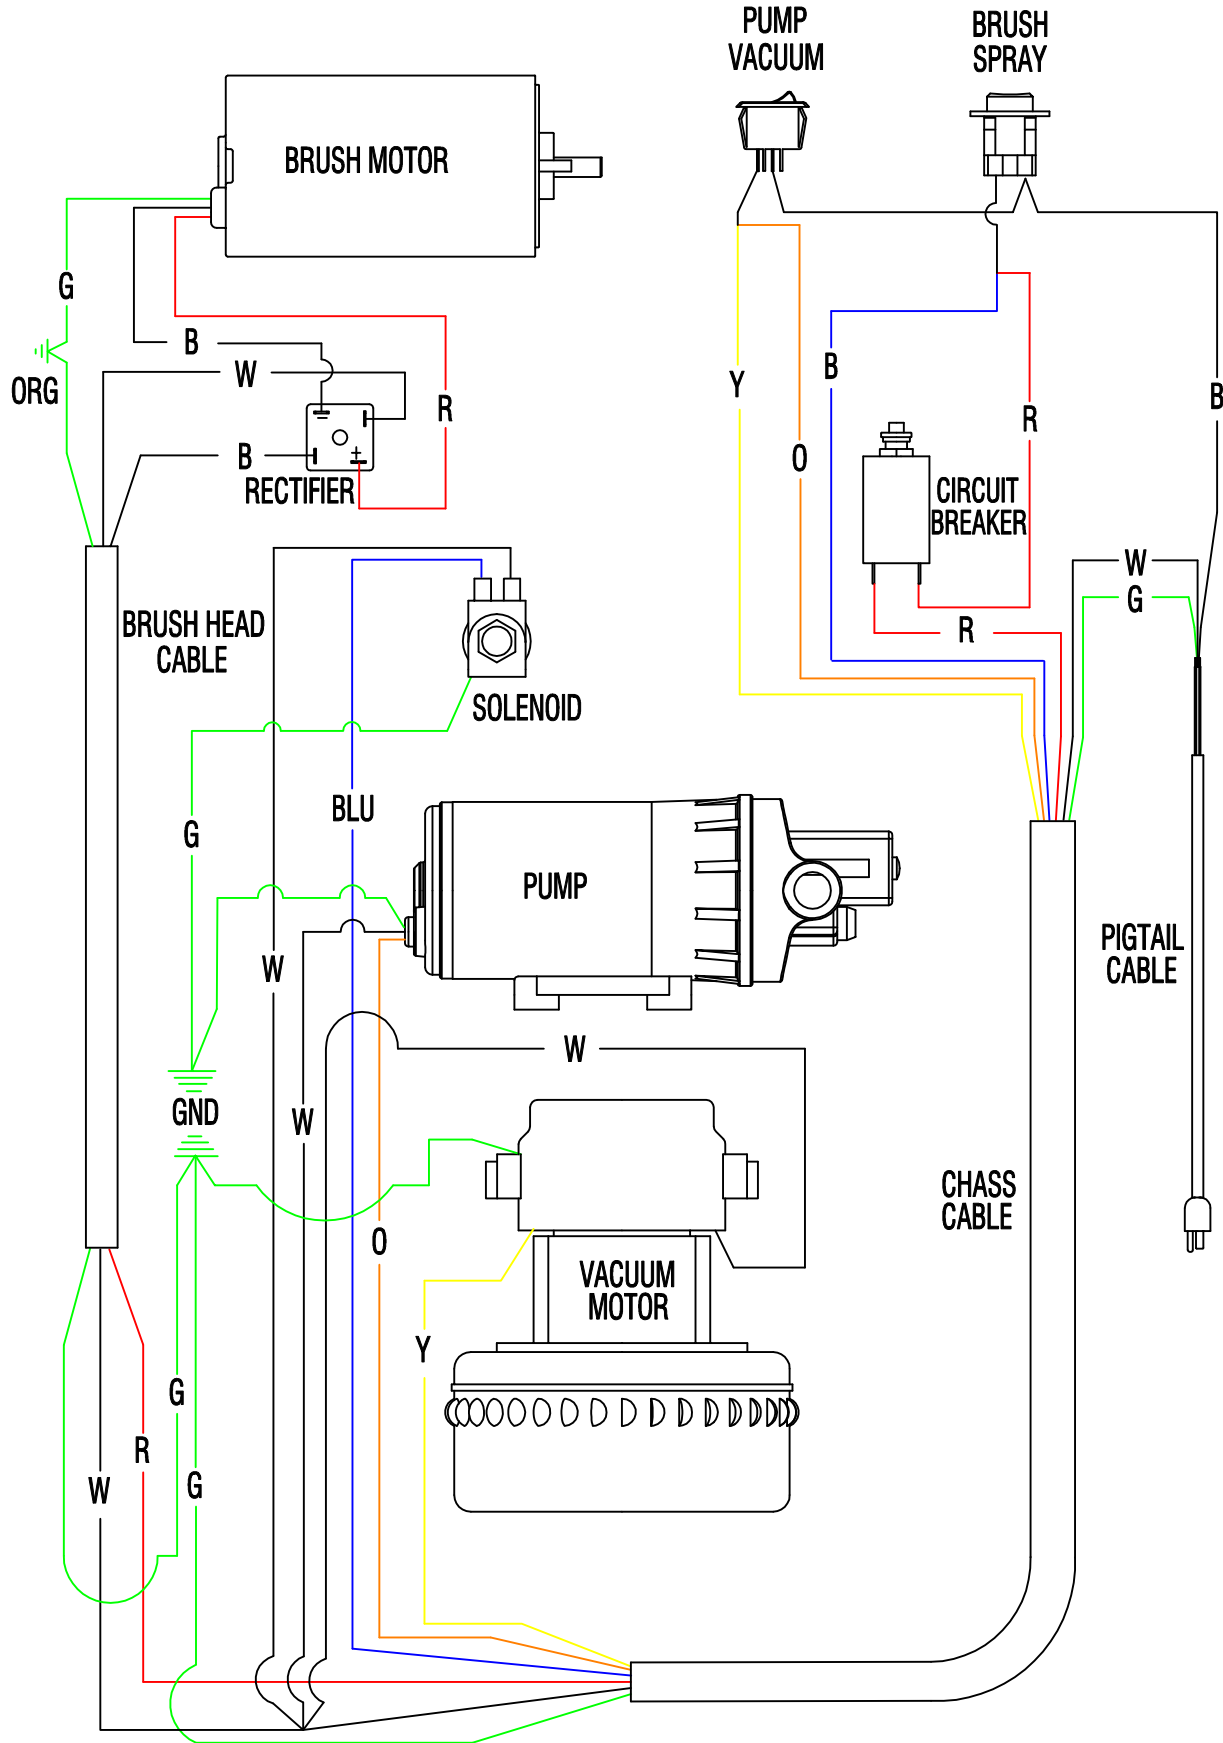 PUMP
VACUUM
BRUSH
SPRAY
BRUSH MOTOR
G
B
W
ORG
R
Y
B
B
R
O
B
RECTIFIER
CIRCUIT
BREAKER
W
G
BRUSH HEAD
CABLE
R
SOLENOID
BLU
G
PUMP
PIGTAIL
CABLE
W
W
GND
W
CHASS
CABLE
O
VACUUM
MOTOR
Y
G
R
W
G